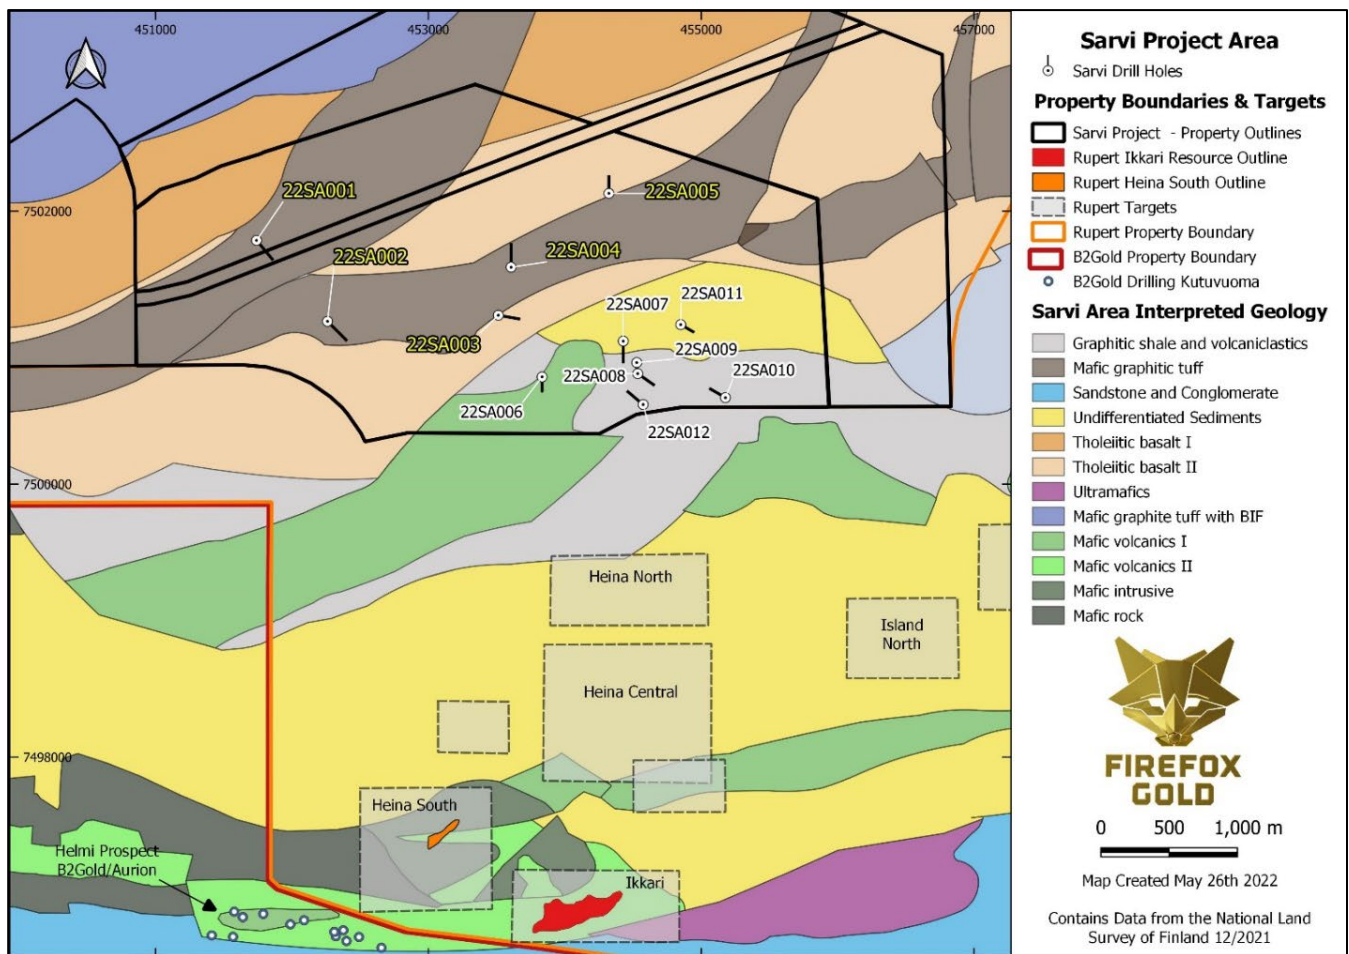 451000
453000
455000
457000
7502000
7500000
7498000
22SA001
22SA002
22SA005
22SA004
22SA003
22SA007
22SA011
22SA009
22SA008
22SA010
22SA006
22SA012
Heina North
Island
North
Heina Central
Heina South
Helmi Prospect
B2Gold/Aurion
Ikkari
Sarvi Project Area
Sarvi Drill Holes
Property Boundaries & Targets
Sarvi Project - Property Outlines
Rupert Ikkari Resource Outline
Rupert Heina South Outline
Rupert Targets
Rupert Property Boundary
B2Gold Property Boundary
B2Gold Drilling Kutuvuoma
Sarvi Area Interpreted Geology
Graphitic shale and volcaniclastics
Mafic graphitic tuff
Sandstone and Conglomerate
Undifferentiated Sediments
Tholeiitic basalt I
Tholeiitic basalt II
Ultramafics
Mafic graphite tuff with BIF
Mafic volcanics I
Mafic volcanics II
Mafic intrusive
Mafic rock
FIREFOX
GOLD
0 500 1,000 m
Map Created May 26th 2022
Contains Data from the National Land
Survey of Finland 12/2021